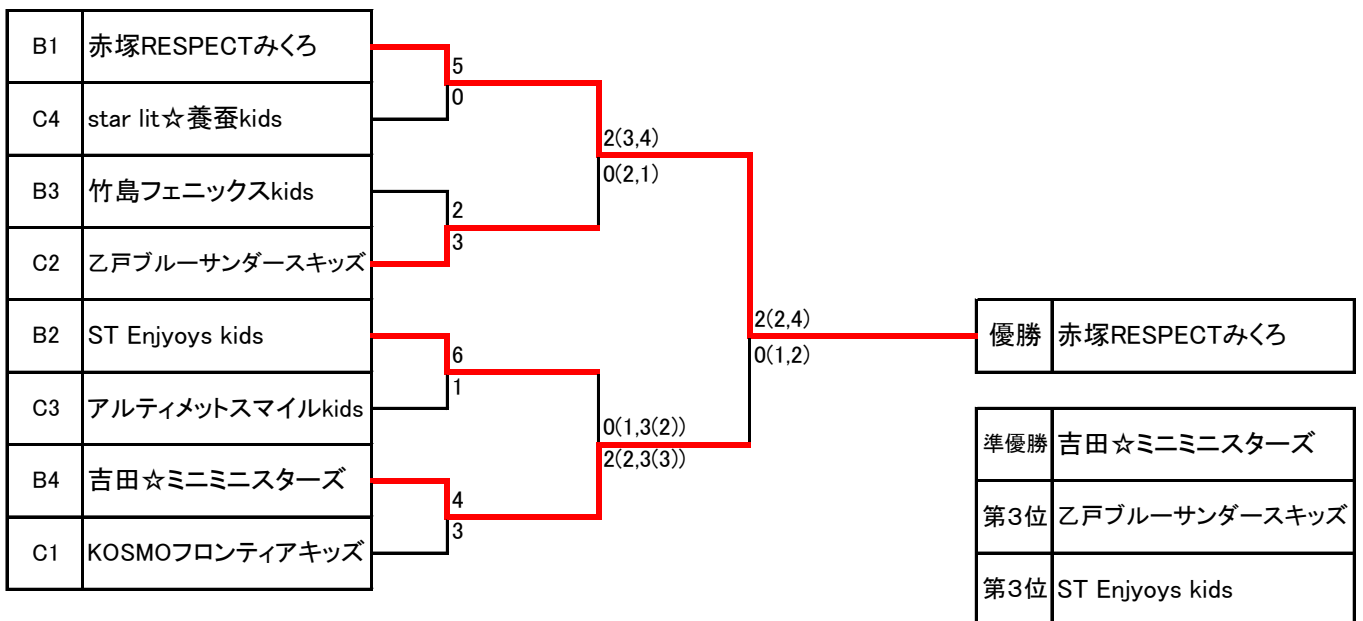 B1 赤塚RESPECTみくろ
5
0
C4 star lit☆養蚕kids
2(3,4)
0(2,1)
B3 竹島フェニックスkids
2
3
C2 乙戸ブルーサンダースキッズ
B2 ST Enjyoys kids
2(2,4)
0(1,2)
優勝 赤塚RESPECTみくろ
6
1
C3 アルティメットスマイルkids
0(1,3(2))
2(2,3(3))
準優勝 吉田☆ミニミニスターズ
B4 吉田☆ミニミニスターズ
4
3
第3位 乙戸ブルーサンダースキッズ
C1 KOSMOフロンティアキッズ
第3位 ST Enjyoys kids